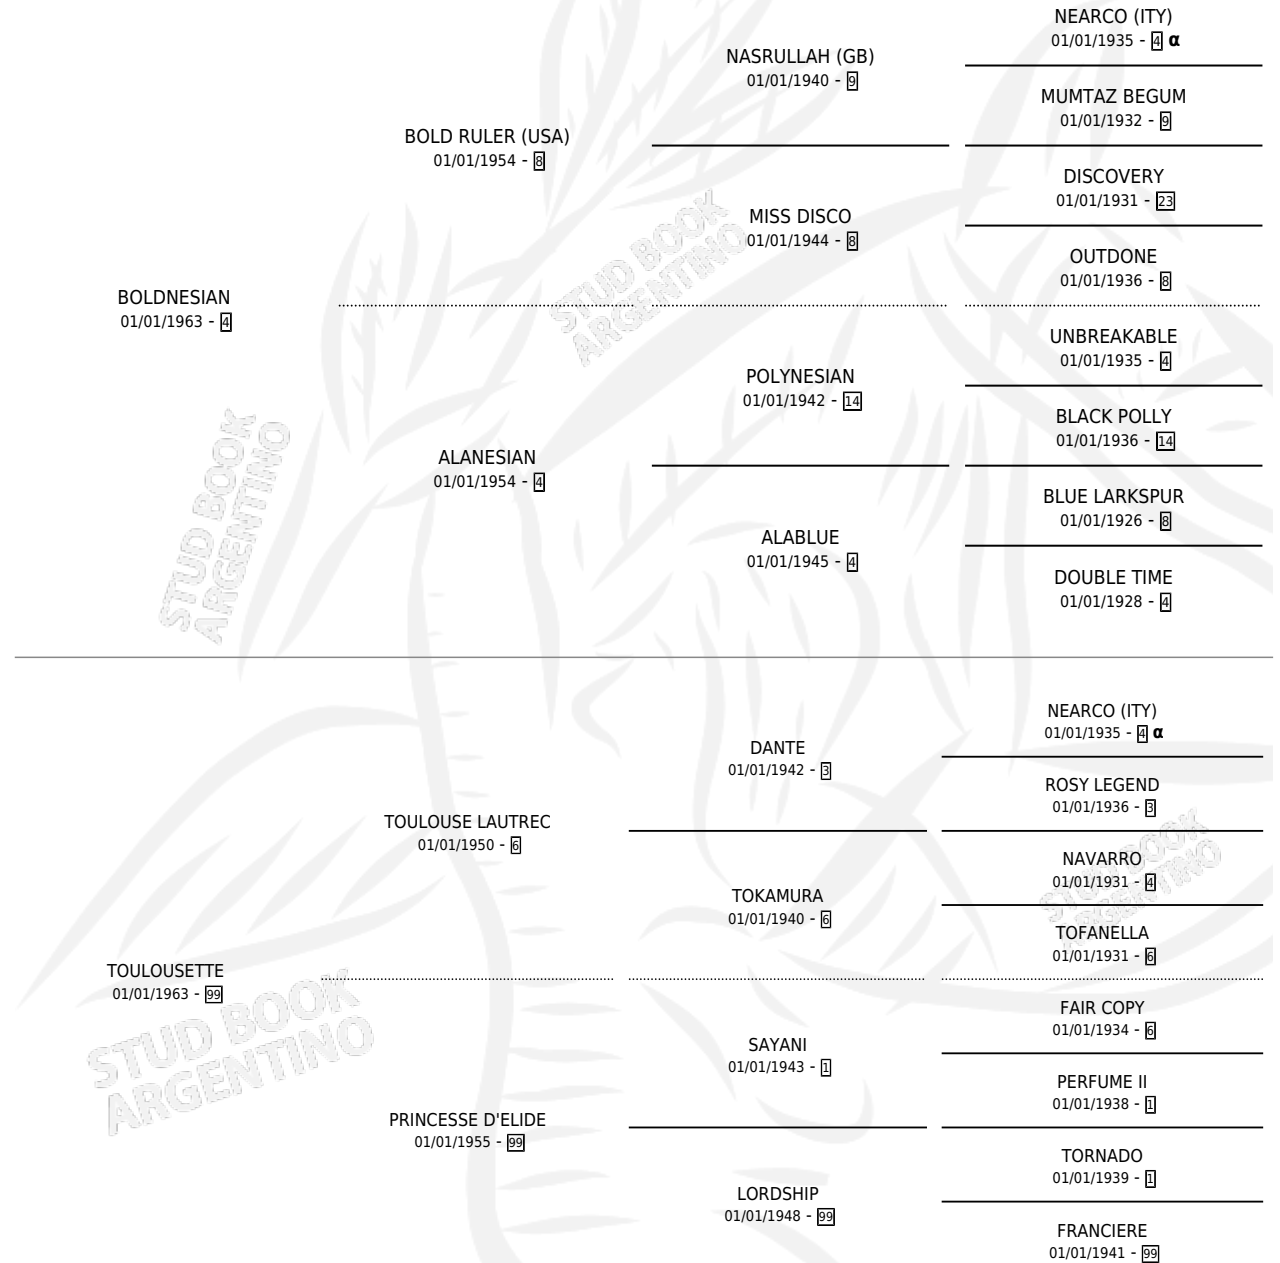 NEARCO (ITY)
01/01/1935 - 4 α
NASRULLAH (GB)
01/01/1940 - 9
MUMTAZ BEGUM
01/01/1932 - 9
BOLD RULER (USA)
01/01/1954 - 8
DISCOVERY
01/01/1931 - 23
MISS DISCO
01/01/1944 - 8
OUTDONE
01/01/1936 - 8
BOLDNESIAN
01/01/1963 - 4
UNBREAKABLE
01/01/1935 - 4
POLYNESIAN
01/01/1942 - 14
BLACK POLLY
01/01/1936 - 14
ALANESIAN
01/01/1954 - 4
BLUE LARKSPUR
01/01/1926 - 8
ALABLUE
01/01/1945 - 4
DOUBLE TIME
01/01/1928 - 4
STUD BOOK
ARGENTINO
STUD BOOK
ARGENTINO
NEARCO (ITY)
01/01/1935 - 4 α
DANTE
01/01/1942 - 3
ROSY LEGEND
01/01/1936 - 3
TOULOUSE LAUTREC
01/01/1950 - 6
NAVARRO
01/01/1931 - 4
TOKAMURA
01/01/1940 - 6
TOFANELLA
01/01/1931 - 6
TOULOUSETTE
01/01/1963 - 99
FAIR COPY
01/01/1934 - 6
SAYANI
01/01/1943 - 1
PERFUME II
01/01/1938 - 1
PRINCESSE D'ELIDE
01/01/1955 - 99
TORNADO
01/01/1939 - 1
LORDSHIP
01/01/1948 - 99
FRANCIERE
01/01/1941 - 99
STUD BOOK
ARGENTINO
STUD BOOK
ARGENTINO